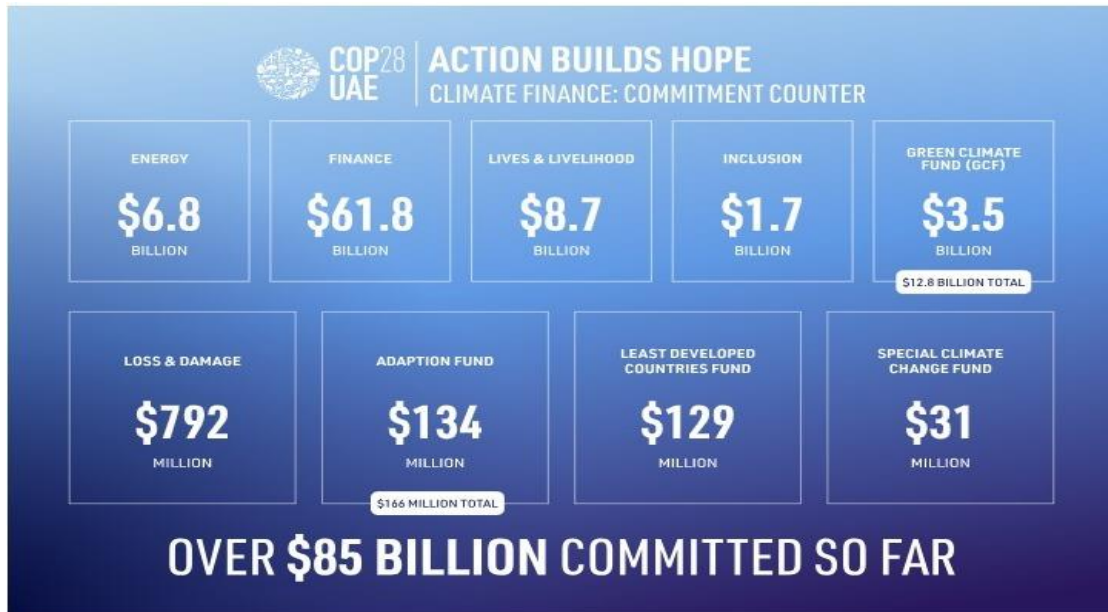 COP28 UAE
ACTION BUILDS HOPE
CLIMATE FINANCE: COMMITMENT COUNTER
ENERGY
$6.8
BILLION
FINANCE
$61.8
BILLION
LIVES & LIVELIHOOD
$8.7
BILLION
INCLUSION
$1.7
BILLION
GREEN CLIMATE
FUND (GCF)
$3.5
BILLION
$12.8 BILLION TOTAL
LOSS & DAMAGE
$792
MILLION
ADAPTION FUND
$134
MILLION
$166 MILLION TOTAL
LEAST DEVELOPED
COUNTRIES FUND
$129
MILLION
SPECIAL CLIMATE
CHANGE FUND
$31
MILLION
OVER $85 BILLION COMMITTED SO FAR